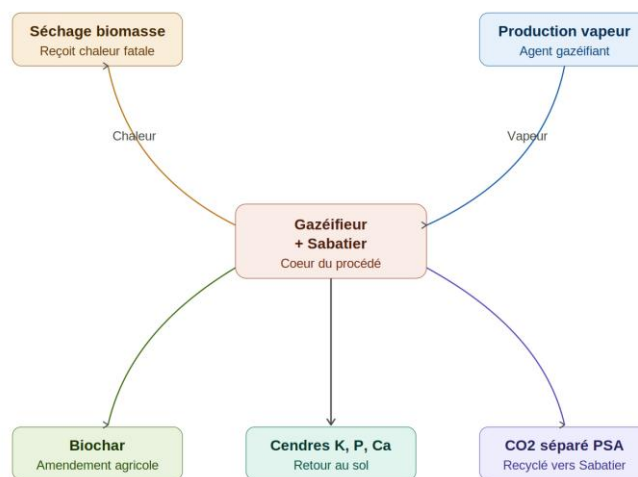 Séchage biomasse
Reçoit chaleur fatale
Production vapeur
Agent gazéifiant
Chaleur
Vapeur
Gazéifieur
+ Sabatier
Coeur du procédé
Biochar
Amendement agricole
Cendres K, P, Ca
Retour au sol
CO2 séparé PSA
Recyclé vers Sabatier